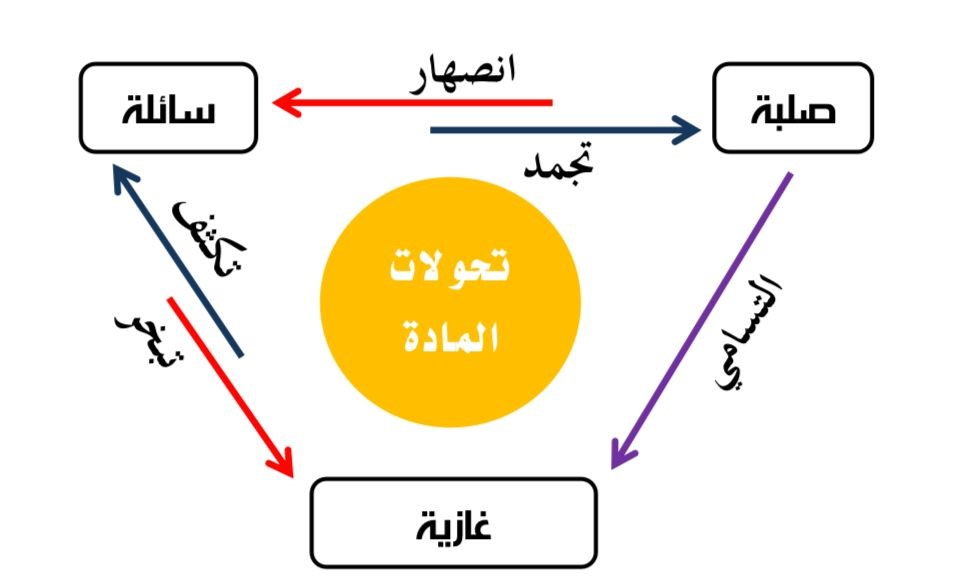 انصهار
صلبة
سائلة
تجمد
تكثف
تحولات
المادة
التسامي
تبخر
غازية